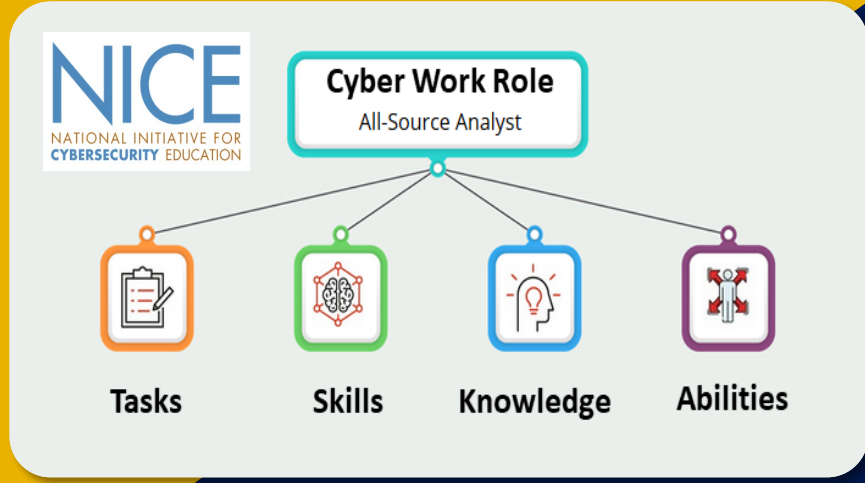 NICE
NATIONAL INITIATIVE FOR
CYBERSECURITY EDUCATION
Cyber Work Role
All-Source Analyst
Tasks
Skills
Knowledge
Abilities